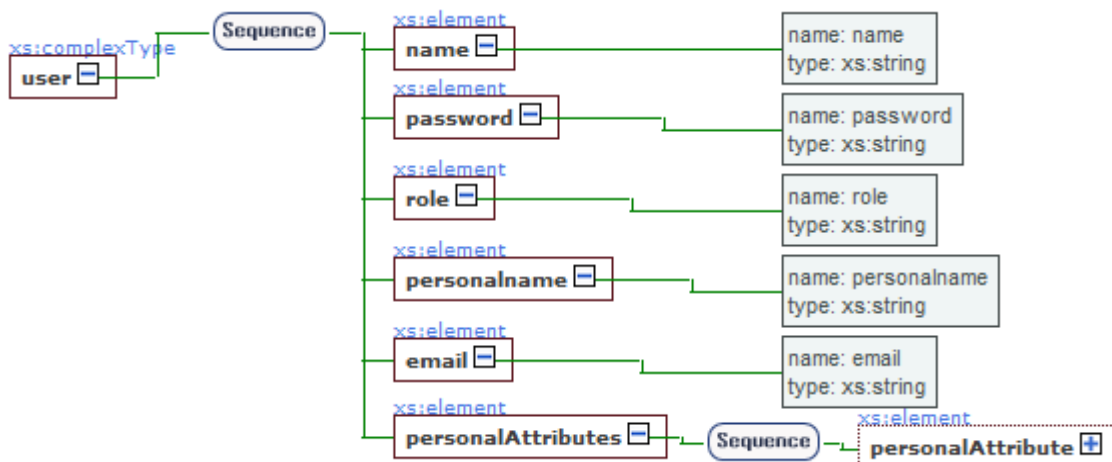 xs:complexType
user
Sequence
xs:element
name
name: name
type: xs:string
xs:element
password
name: password
type: xs:string
xs:element
role
name: role
type: xs:string
xs:element
personalname
name: personalname
type: xs:string
xs:element
email
name: email
type: xs:string
xs:element
personalAttributes
Sequence
xs:element
personalAttribute